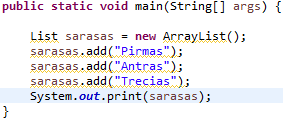 public static void main(String[] args) {
List sarasas = new ArrayList();
sarasas.add("Pirmas");
sarasas.add("Antras");
sarasas.add("Trecias");
System.out.print(sarasas);
}